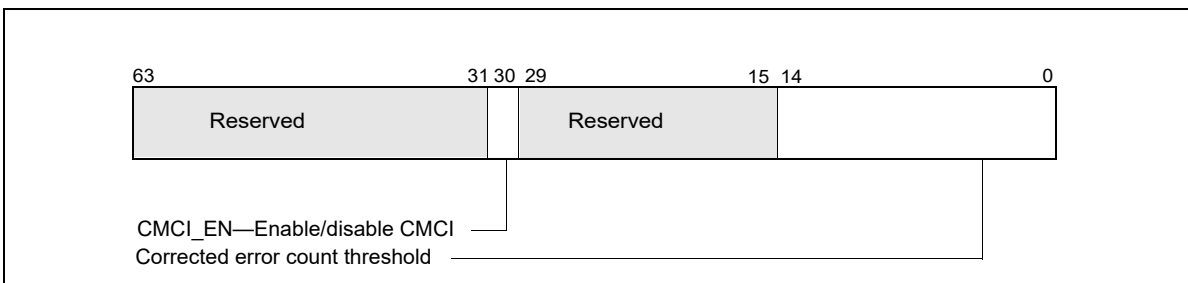 63 31 30 29 15 14 0
Reserved Reserved
CMCI_EN—Enable/disable CMCI
Corrected error count threshold